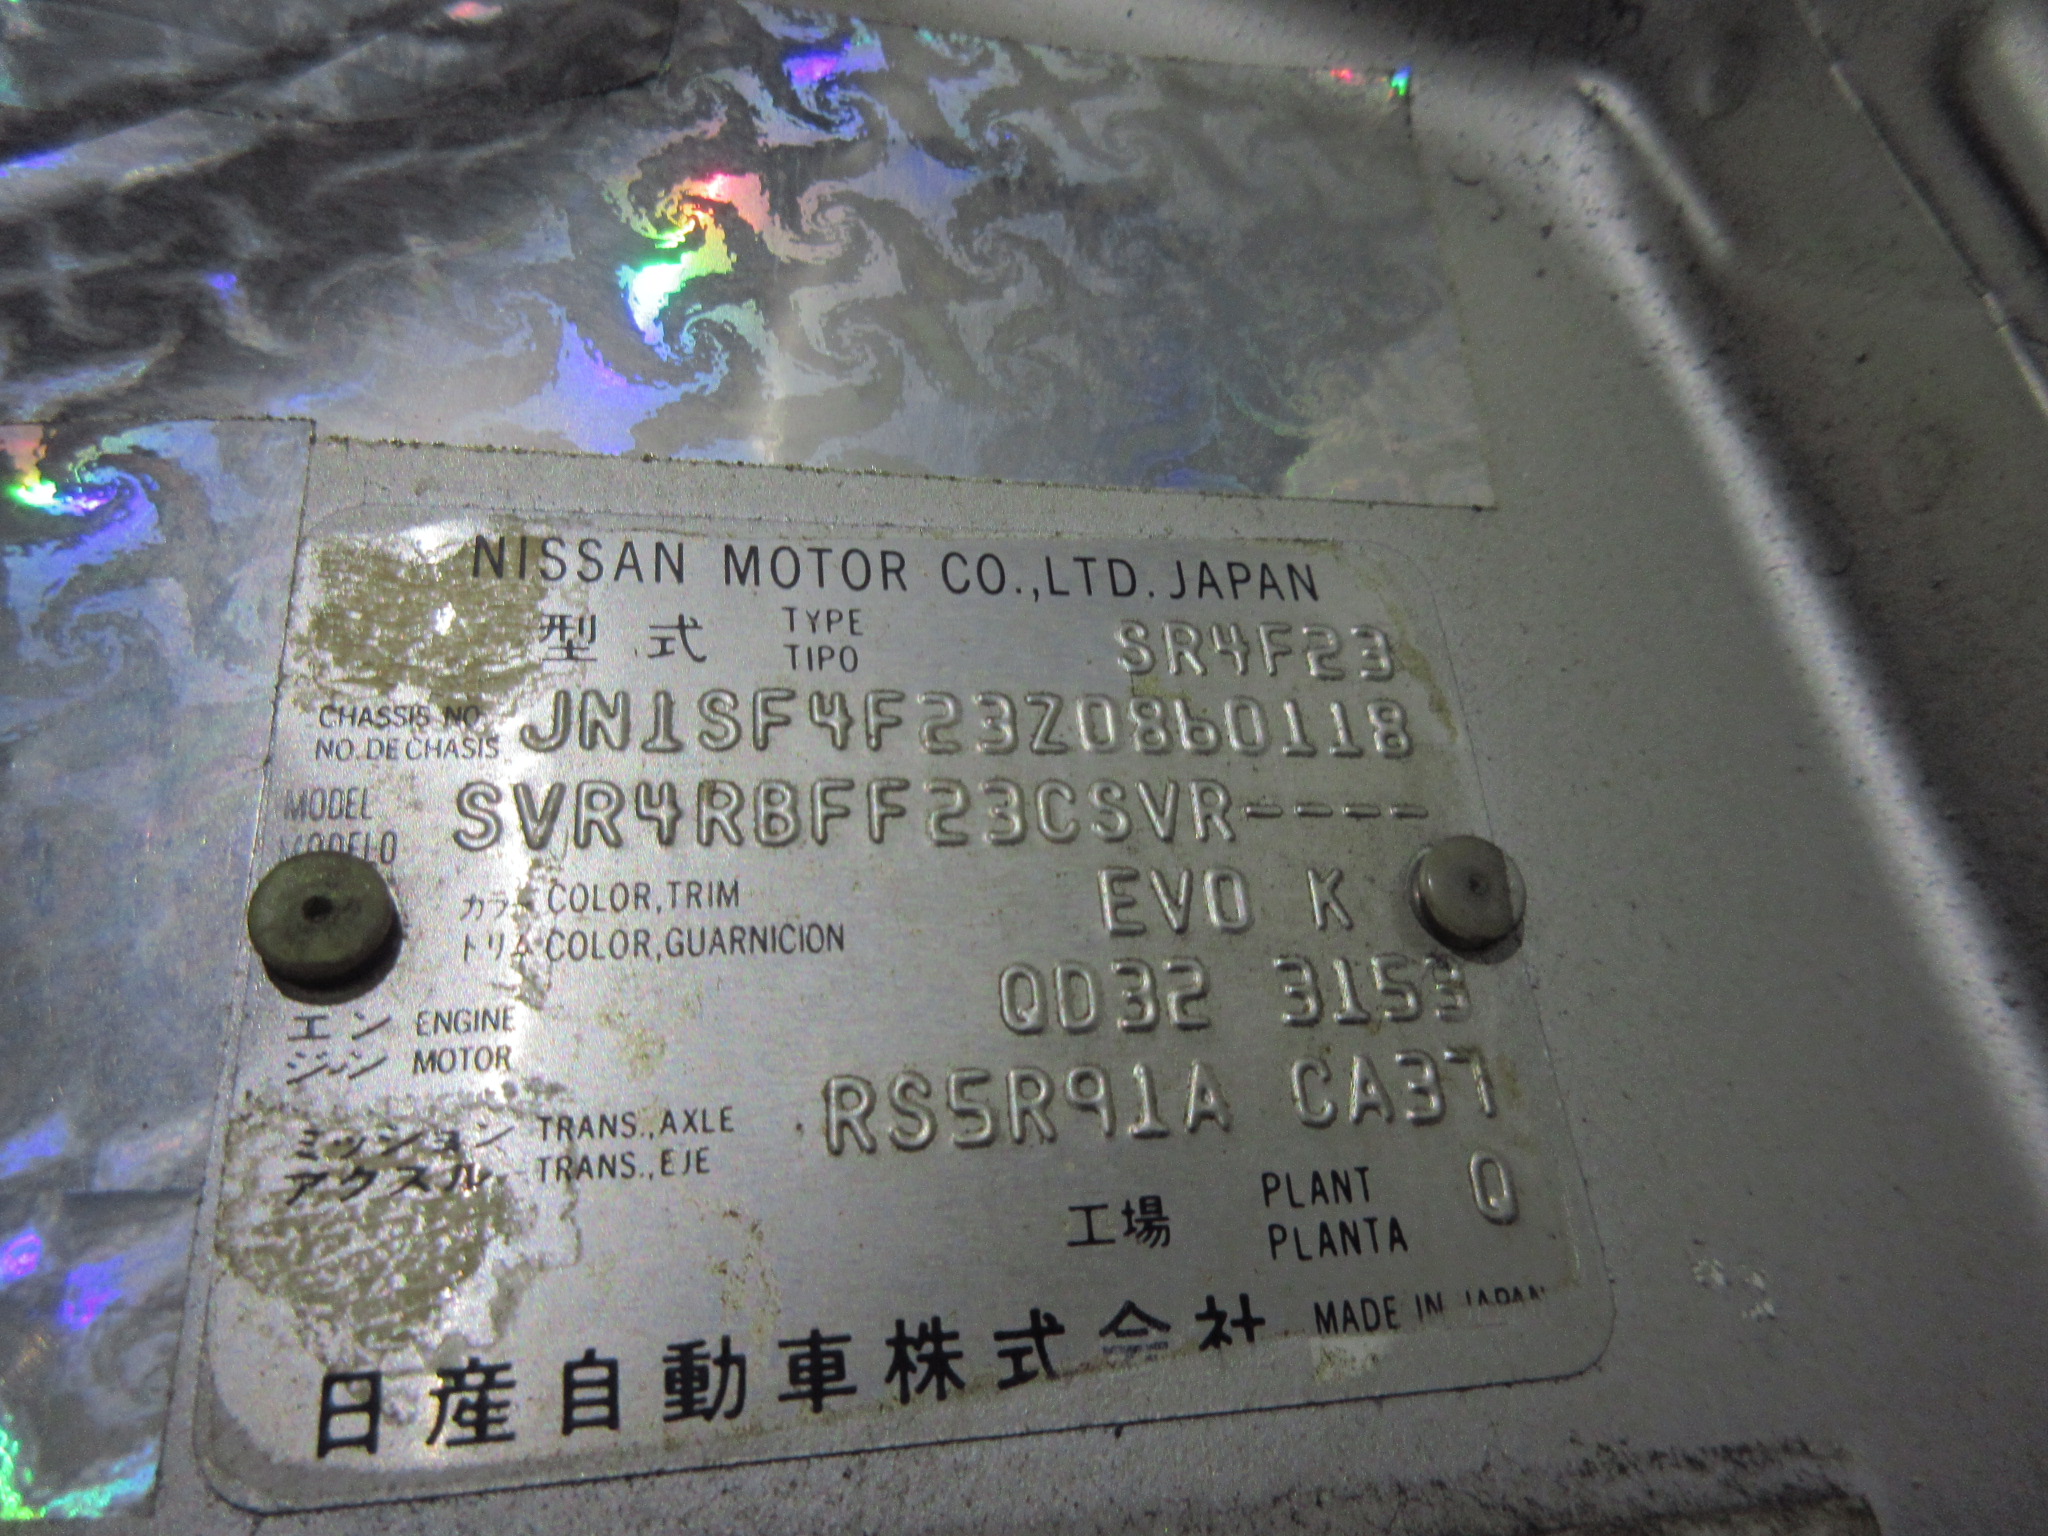 NISSAN MOTOR CO.,LTD. JAPAN
型式 TYPE SR4F23
TIPO
CHASSIS NO. JN1SF4F23Z0860118
NO. DE CHASIS
MODEL SVR4RBFF23CSVR----
MODELO
カラー COLOR,TRIM EVO K
トリム COLOR,GUARNICION
エン ENGINE QD32 3153
ジン MOTOR
ミッション TRANS.,AXLE RS5R91A CA37
アクスル TRANS.,EJE
工場 PLANT Q
PLANTA
日産自動車株式会社 MADE IN JAPAN